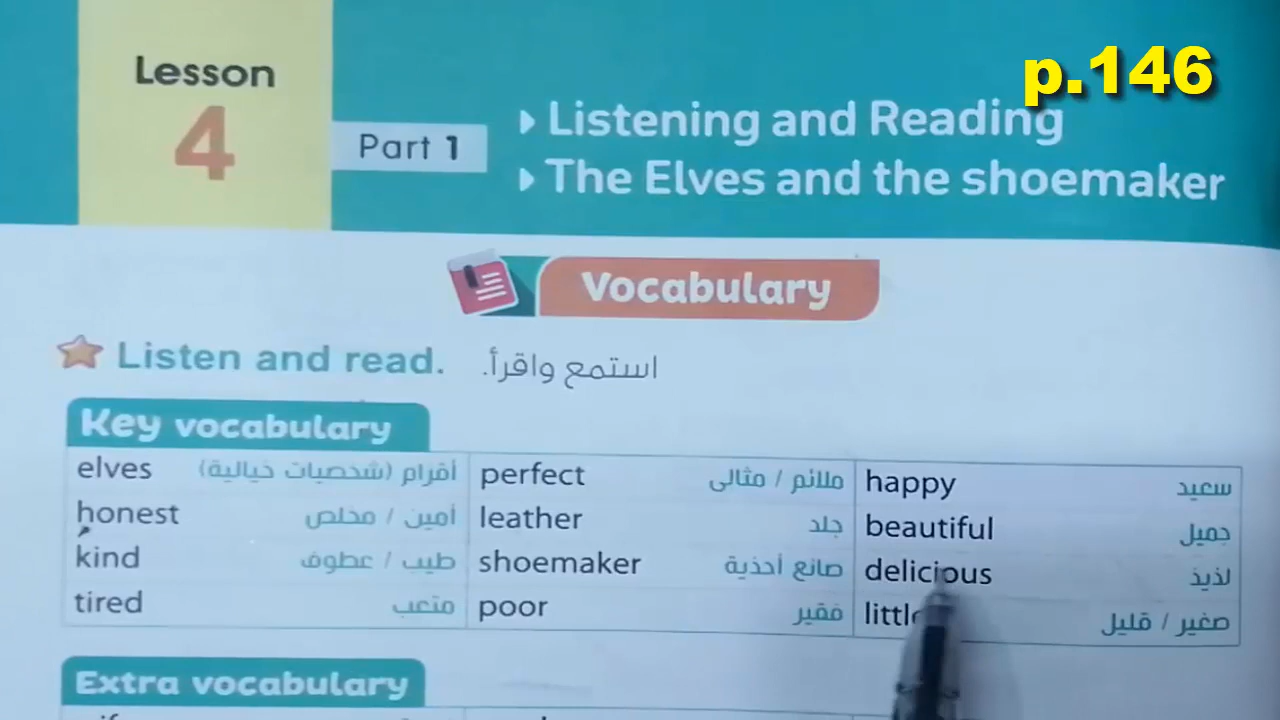 p.146
Lesson
4
Part 1
Listening and Reading
The Elves and the shoemaker
Vocabulary
Listen and read. استمع واقرأ.
Key vocabulary
elves أقزام (شخصيات خيالية) perfect ملائم / مثالى happy سعيد
honest أمين / مخلص leather جلد beautiful جميل
kind طيب / عطوف shoemaker صانع أحذية delicious لذيذ
tired متعب poor فقير little صغير / قليل
Extra vocabulary